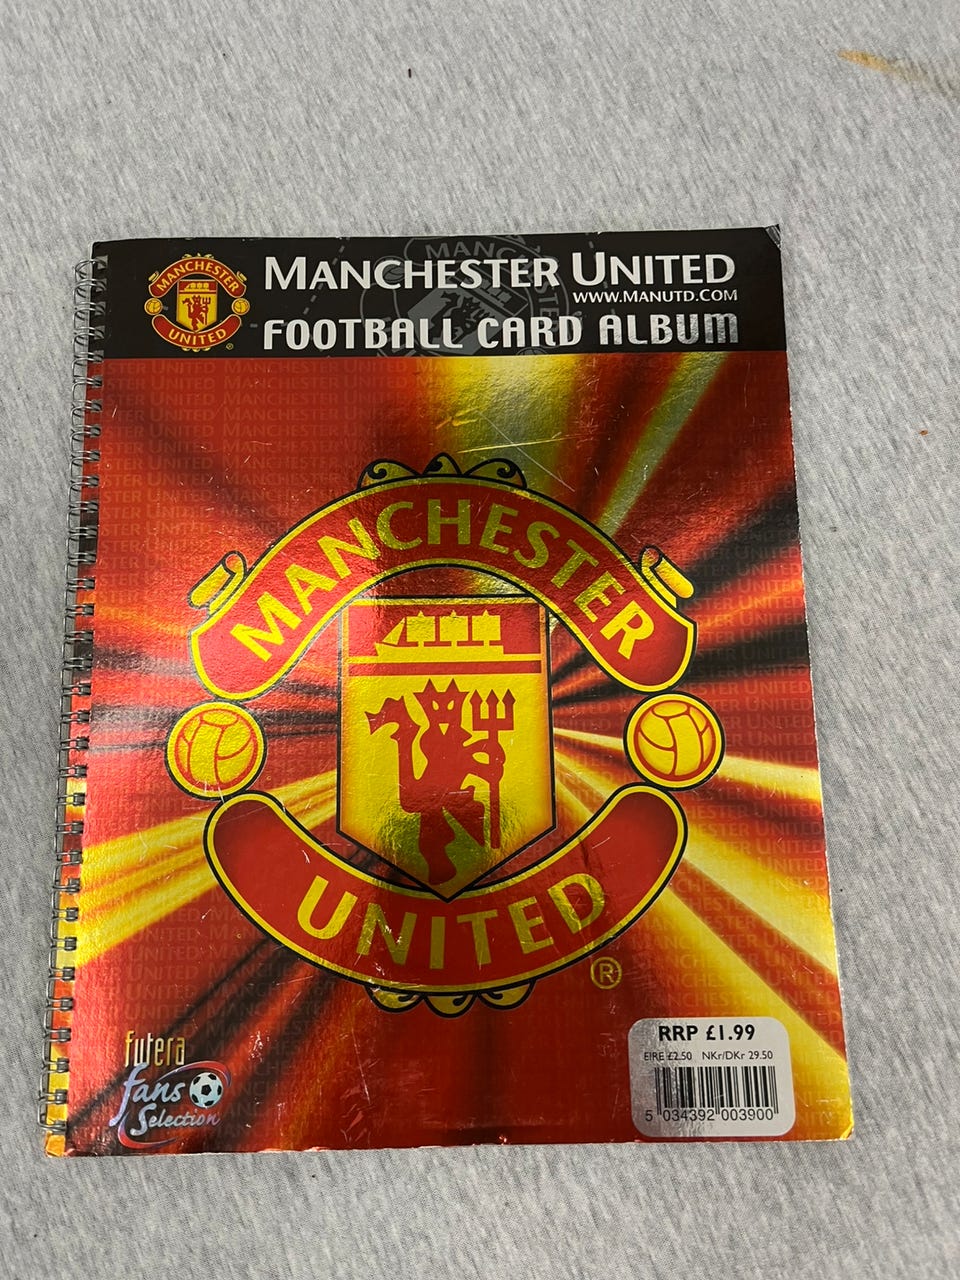 MANCHESTER
UNITED
MANCHESTER UNITED
WWW.MANUTD.COM
FOOTBALL CARD ALBUM
MANCHESTER
UNITED
®
futera
fans
Selection
RRP £1.99
EIRE £2.50 NKr/DKr 29.50
5 034392 003900